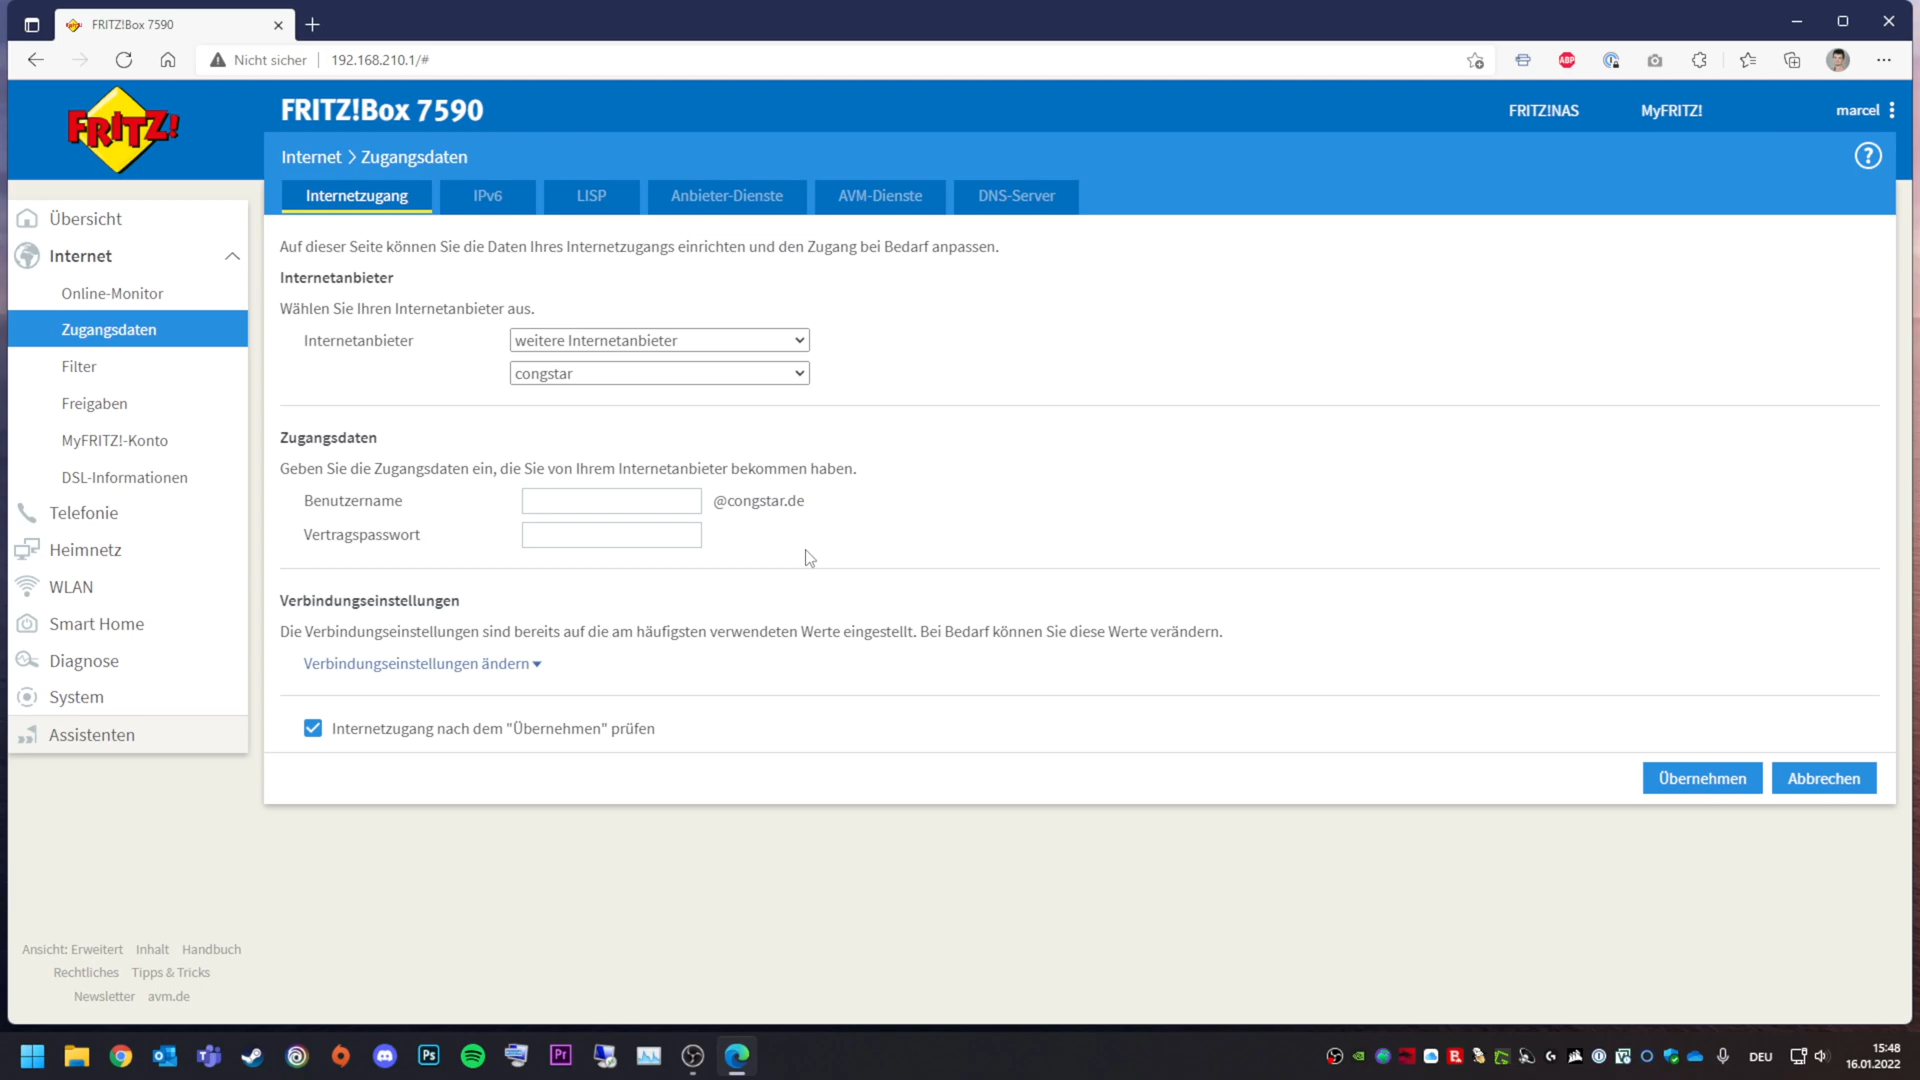 FRITZ!Box 7590
Nicht sicher
192.168.210.1/#
ABP
FRITZ!
FRITZ!Box 7590
FRITZ!NAS
MyFRITZ!
marcel
Internet > Zugangsdaten
?
Internetzugang
IPv6
LISP
Anbieter-Dienste
AVM-Dienste
DNS-Server
Übersicht
Internet
Online-Monitor
Zugangsdaten
Filter
Freigaben
MyFRITZ!-Konto
DSL-Informationen
Telefonie
Heimnetz
WLAN
Smart Home
Diagnose
System
Assistenten
Auf dieser Seite können Sie die Daten Ihres Internetzugangs einrichten und den Zugang bei Bedarf anpassen.
Internetanbieter
Wählen Sie Ihren Internetanbieter aus.
Internetanbieter
weitere Internetanbieter
congstar
Zugangsdaten
Geben Sie die Zugangsdaten ein, die Sie von Ihrem Internetanbieter bekommen haben.
Benutzername
@congstar.de
Vertragspasswort
Verbindungseinstellungen
Die Verbindungseinstellungen sind bereits auf die am häufigsten verwendeten Werte eingestellt. Bei Bedarf können Sie diese Werte verändern.
Verbindungseinstellungen ändern
Internetzugang nach dem "Übernehmen" prüfen
Übernehmen
Abbrechen
Ansicht: Erweitert Inhalt Handbuch
Rechtliches Tipps & Tricks
Newsletter avm.de
Ps
Pr
DEU
15:48
16.01.2022